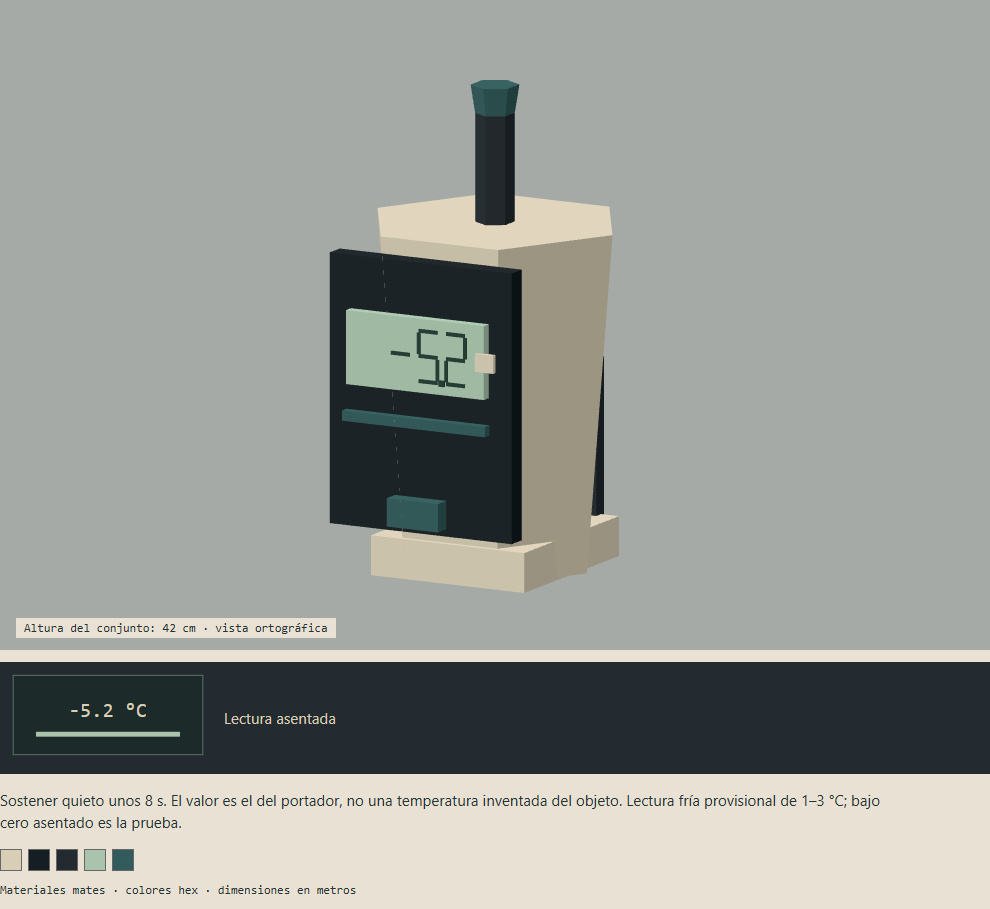 -5.2
Altura del conjunto: 42 cm · vista ortográfica
-5.2 °C
Lectura asentada
Sostener quieto unos 8 s. El valor es el del portador, no una temperatura inventada del objeto. Lectura fría provisional de 1–3 °C; bajo
cero asentado es la prueba.
Materiales mates · colores hex · dimensiones en metros